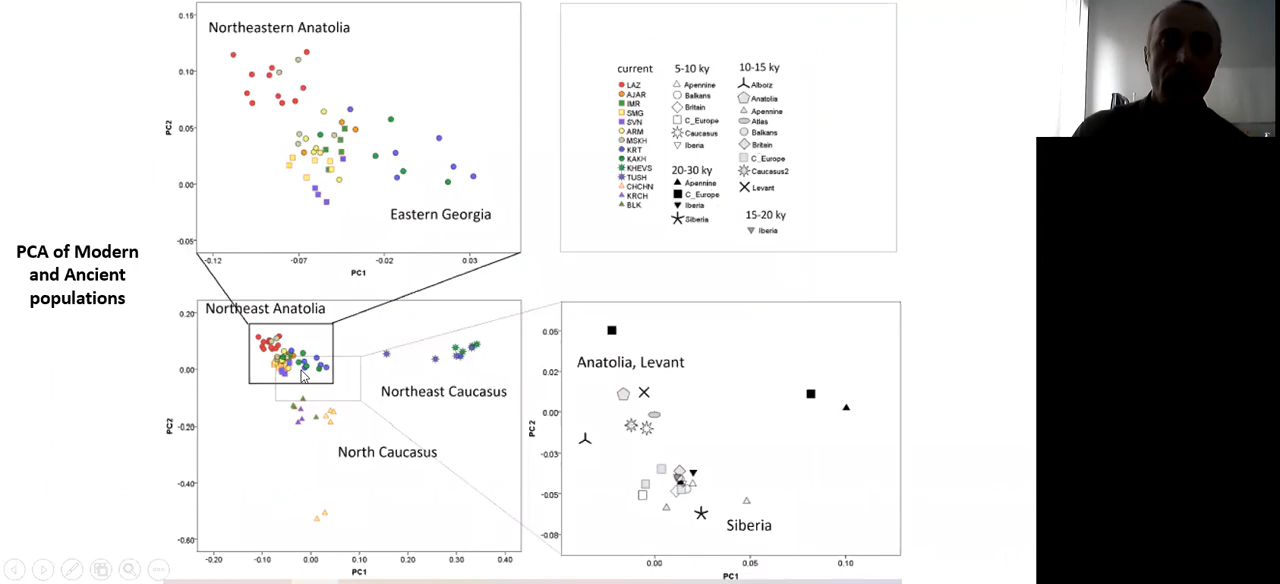 PCA of Modern
and Ancient
populations
Northeastern Anatolia
Eastern Georgia
0.15
0.10
0.05
0.00
-0.05
PC2
-0.12
-0.07
-0.02
0.03
PC1
current
LAZ
AJAR
IMR
SMG
SVN
ARM
MSKH
KRT
KAKH
KHEVS
TUSH
CHCHN
KRCH
BLK
5-10 ky
Apennine
Balkans
Britain
C_Europe
Caucasus
Iberia
20-30 ky
Apennine
C_Europe
Iberia
Siberia
10-15 ky
Alborz
Anatolia
Apennine
Atlas
Balkans
Britain
C_Europe
Caucasus2
Levant
15-20 ky
Iberia
Northeast Anatolia
Northeast Caucasus
North Caucasus
0.20
0.00
-0.20
-0.40
-0.60
PC2
-0.20
-0.10
0.00
0.10
0.20
0.30
0.40
PC1
Anatolia, Levant
Siberia
0.05
0.02
0.00
-0.03
-0.05
-0.08
PC2
0.00
0.05
0.10
PC1